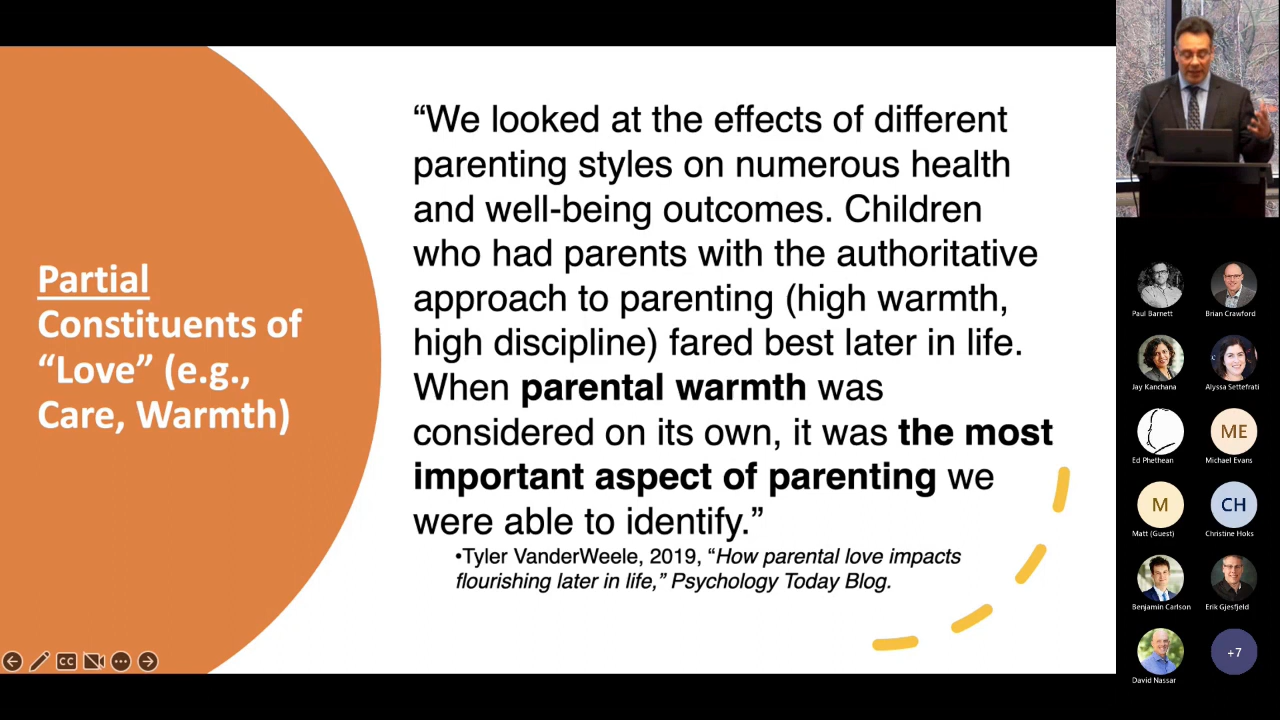 Partial
Constituents of
“Love” (e.g.,
Care, Warmth)
“We looked at the effects of different
parenting styles on numerous health
and well-being outcomes. Children
who had parents with the authoritative
approach to parenting (high warmth,
high discipline) fared best later in life.
When parental warmth was
considered on its own, it was the most
important aspect of parenting we
were able to identify.”
•Tyler VanderWeele, 2019, “How parental love impacts
flourishing later in life,” Psychology Today Blog.
CC
Paul Barnett
Brian Crawford
Jay Kanchana
Alyssa Settefrati
Ed Phethean
ME
Michael Evans
M
Matt (Guest)
CH
Christine Hoks
Benjamin Carlson
Erik Gjesfjeld
David Nassar
+7